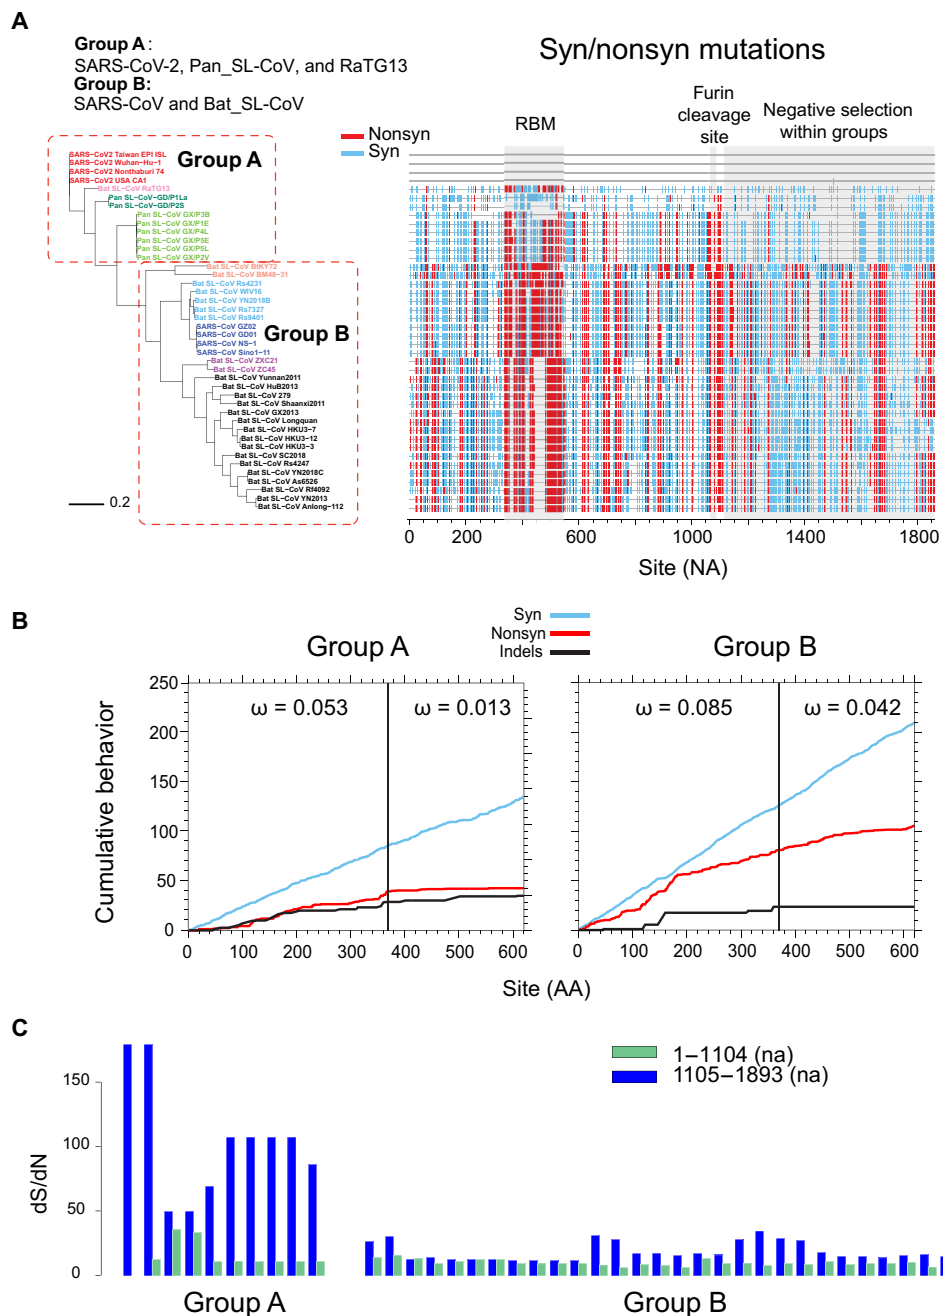 A
Group A :
SARS-CoV-2, Pan_SL-CoV, and RaTG13
Group B:
SARS-CoV and Bat_SL-CoV
Syn/nonsyn mutations
Nonsyn
Syn
RBM
Furin
cleavage
site
Negative selection
within groups
Group A
SARS-CoV2 Taiwan EPI ISL
SARS-CoV2 Wuhan-Hu-1
SARS-CoV2 Nonthaburi 74
SARS-CoV2 USA CA1
Bat SL-CoV RaTG13
Pan SL-CoV-GD/P1La
Pan SL-CoV-GD/P2S
Pan SL-CoV GX/P3B
Pan SL-CoV GX/P1E
Pan SL-CoV GX/P4L
Pan SL-CoV GX/P5E
Pan SL-CoV GX/P5L
Pan SL-CoV GX/P2V
Group B
Bat SL-CoV BtKY72
Bat SL-CoV BM48-31
Bat SL-CoV Rs4231
Bat SL-CoV WIV16
Bat SL-CoV YN2018B
Bat SL-CoV Rs7327
Bat SL-CoV Rs9401
SARS-CoV GZ02
SARS-CoV GD01
SARS-CoV NS-1
SARS-CoV Sino1-11
Bat SL-CoV ZXC21
Bat SL-CoV ZC45
Bat SL-CoV Yunnan2011
Bat SL-CoV HuB2013
Bat SL-CoV 279
Bat SL-CoV Shaanxi2011
Bat SL-CoV GX2013
Bat SL-CoV Longquan
Bat SL-CoV HKU3-7
Bat SL-CoV HKU3-12
Bat SL-CoV HKU3-3
Bat SL-CoV SC2018
Bat SL-CoV Rs4247
Bat SL-CoV YN2018C
Bat SL-CoV As6526
Bat SL-CoV Rf4092
Bat SL-CoV YN2013
Bat SL-CoV Anlong-112
0.2
0 200 600 1000 1400 1800
Site (NA)
B
Syn
Nonsyn
Indels
Group A
Group B
Cumulative behavior
250
200
150
100
50
0
ω = 0.053
ω = 0.013
ω = 0.085
ω = 0.042
0 100 200 300 400 500 600
0 100 200 300 400 500 600
Site (AA)
C
1–1104 (na)
1105–1893 (na)
dS/dN
150
100
50
0
Group A
Group B